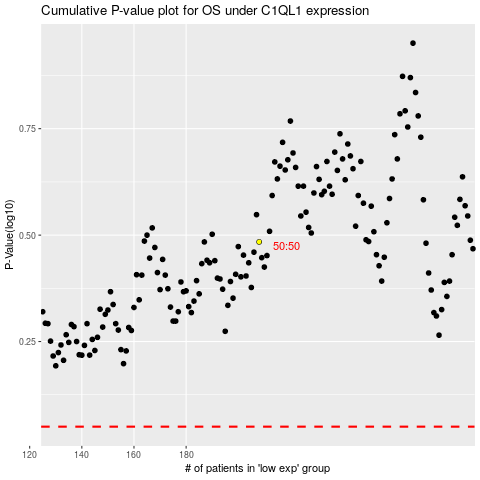 Cumulative P-value plot for OS under C1QL1 expression
P-Value(log10)
0.75
0.50
0.25
50:50
120 140 160 180
# of patients in 'low exp' group